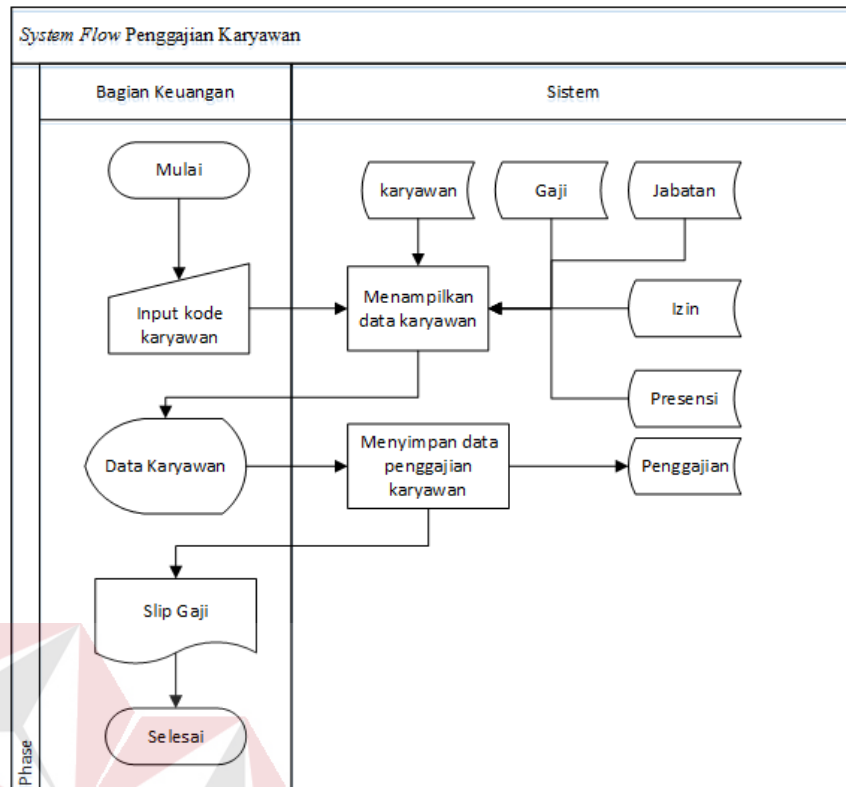 System Flow Penggajian Karyawan
Bagian Keuangan
Sistem
Mulai
karyawan
Gaji
Jabatan
Input kode
karyawan
Menampilkan
data karyawan
Izin
Presensi
Data Karyawan
Menyimpan data
penggajian
karyawan
Penggajian
Slip Gaji
Selesai
Phase